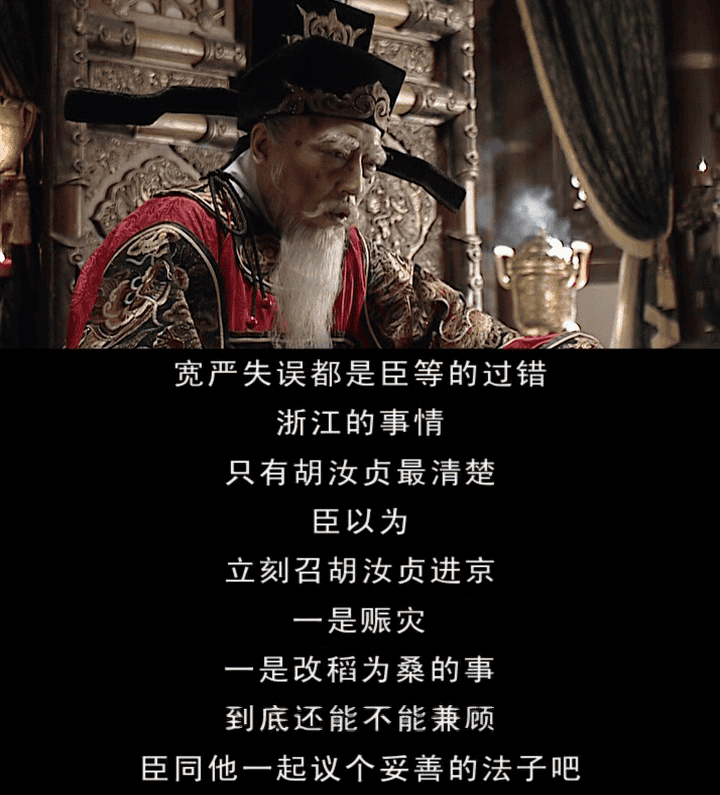 宽严失误都是臣等的过错
浙江的事情
只有胡汝贞最清楚
臣以为
立刻召胡汝贞进京
一是赈灾
一是改稻为桑的事
到底还能不能兼顾
臣同他一起议个妥善的法子吧